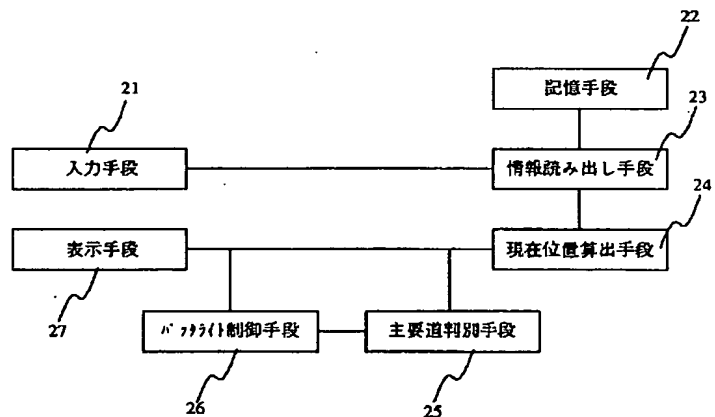 22
記憶手段
21
23
入力手段
情報読み出し手段
24
表示手段
現在位置算出手段
27
バックライト制御手段
主要道判別手段
26
25